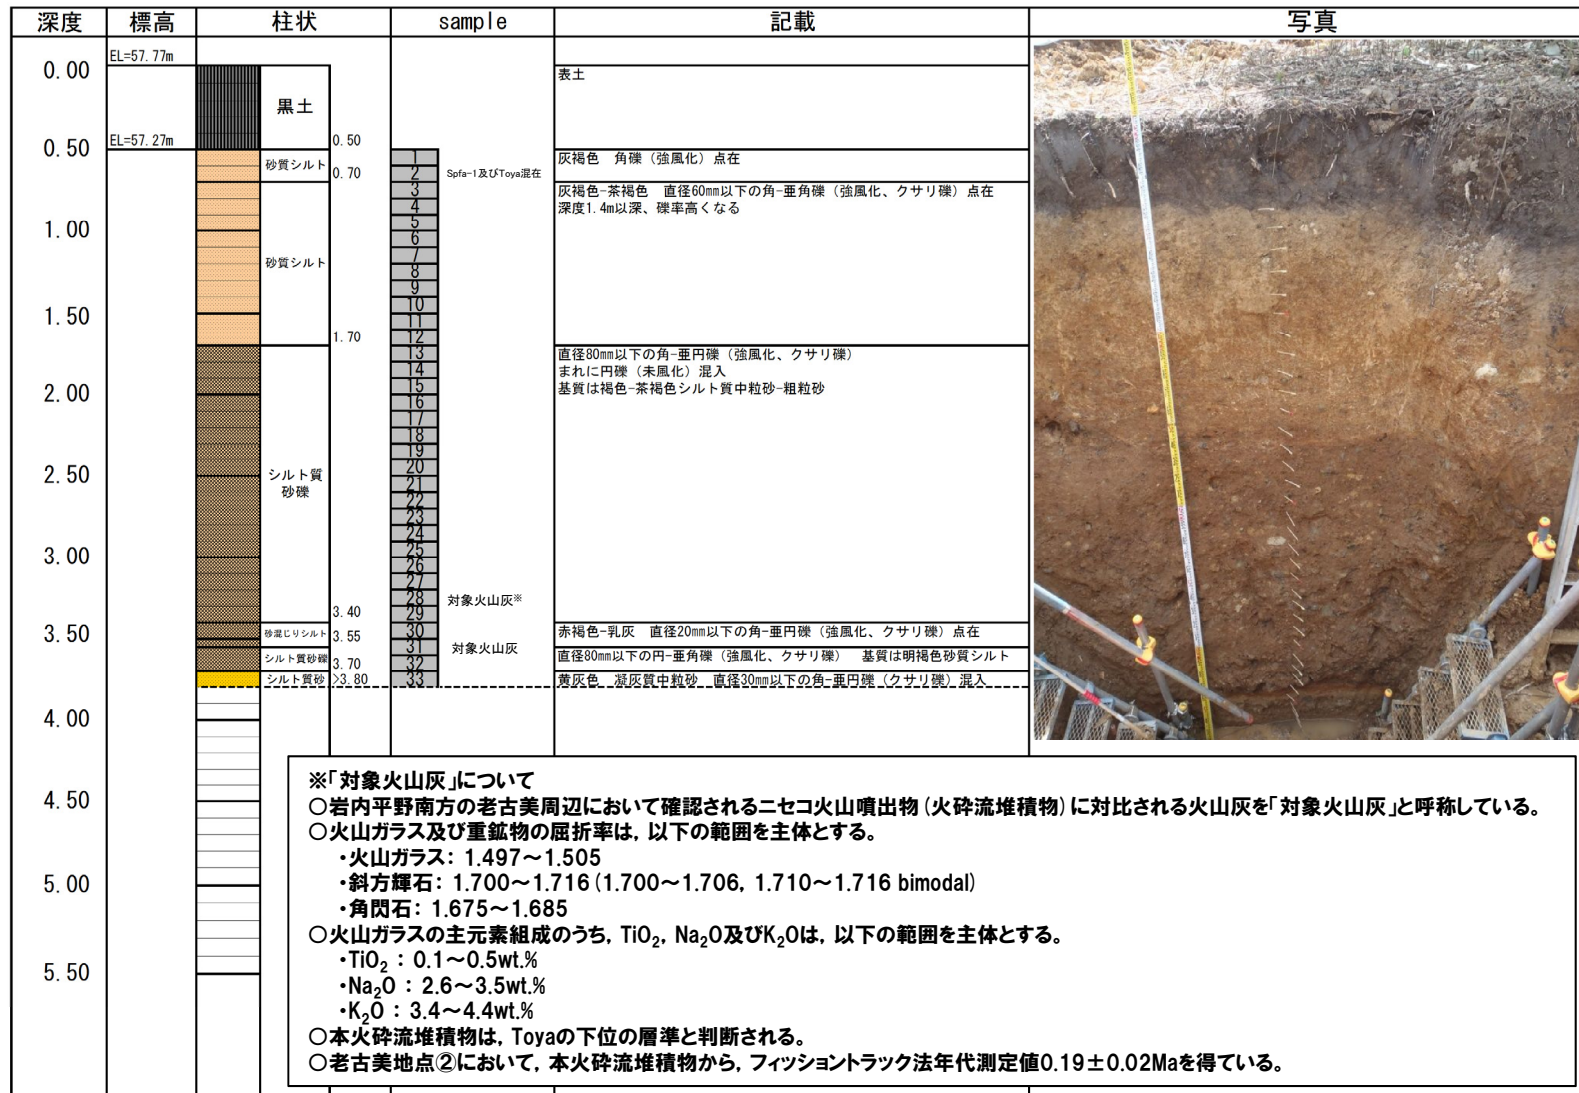 深度 標高 柱状 sample 記載 写真
EL=57.77m
0.00
表土
黒土
EL=57.27m
0.50
0.50
1
砂質シルト
灰褐色 角礫（強風化）点在
0.70
2
Spfa-1及びToya混在
3
灰褐色-茶褐色 直径60mm以下の角-亜角礫（強風化、クサリ礫）点在
4
深度1.4m以深、礫率高くなる
5
1.00
6
7
砂質シルト
8
9
10
1.50
11
1.70
12
13
直径80mm以下の角-亜円礫（強風化、クサリ礫）
14
まれに円礫（未風化）混入
15
基質は褐色-茶褐色シルト質中粒砂-粗粒砂
2.00
16
17
18
19
20
2.50
シルト質
砂礫
21
22
23
24
25
3.00
26
27
28
対象火山灰※
3.40
29
3.50
砂混じりシルト
3.55
30
赤褐色-乳灰 直径20mm以下の角-亜円礫（強風化、クサリ礫）点在
31
対象火山灰
シルト質砂礫
3.70
32
直径80mm以下の円-亜角礫（強風化、クサリ礫） 基質は明褐色砂質シルト
シルト質砂
>3.80
33
黄灰色 凝灰質中粒砂 直径30mm以下の角-亜円礫（クサリ礫）混入
4.00
4.50
5.00
5.50
※「対象火山灰」について
○岩内平野南方の老古美周辺において確認されるニセコ火山噴出物（火砕流堆積物）に対比される火山灰を「対象火山灰」と呼称している。
○火山ガラス及び重鉱物の屈折率は，以下の範囲を主体とする。
・火山ガラス：1.497～1.505
・斜方輝石：1.700～1.716（1.700～1.706，1.710～1.716 bimodal）
・角閃石：1.675～1.685
○火山ガラスの主元素組成のうち，TiO₂，Na₂O及びK₂Oは，以下の範囲を主体とする。
・TiO₂：0.1～0.5wt.%
・Na₂O：2.6～3.5wt.%
・K₂O：3.4～4.4wt.%
○本火砕流堆積物は，Toyaの下位の層準と判断される。
○老古美地点②において，本火砕流堆積物から，フィッショントラック法年代測定値0.19±0.02Maを得ている。